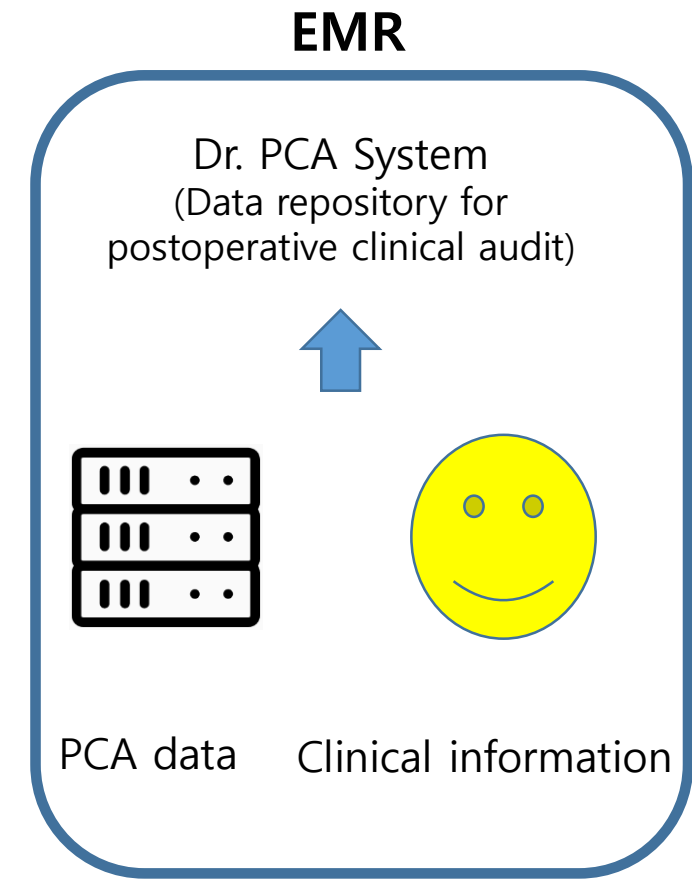 EMR
Dr. PCA System
(Data repository for
postoperative clinical audit)
PCA data
Clinical information